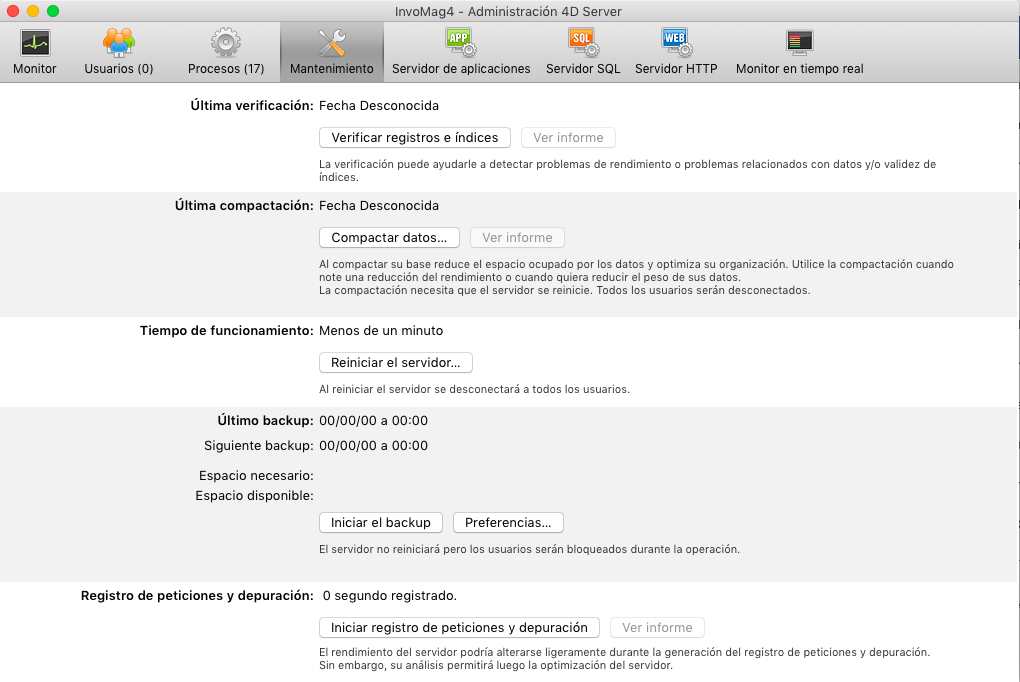 InvoMag4 - Administración 4D Server
Monitor
Usuarios (0)
Procesos (17)
Mantenimiento
APP
Servidor de aplicaciones
SQL
Servidor SQL
WEB
Servidor HTTP
Monitor en tiempo real
Última verificación: Fecha Desconocida
Verificar registros e índices Ver informe
La verificación puede ayudarle a detectar problemas de rendimiento o problemas relacionados con datos y/o validez de
índices.
Última compactación: Fecha Desconocida
Compactar datos... Ver informe
Al compactar su base reduce el espacio ocupado por los datos y optimiza su organización. Utilice la compactación cuando
note una reducción del rendimiento o cuando quiera reducir el peso de sus datos.
La compactación necesita que el servidor se reinicie. Todos los usuarios serán desconectados.
Tiempo de funcionamiento: Menos de un minuto
Reiniciar el servidor...
Al reiniciar el servidor se desconectará a todos los usuarios.
Último backup: 00/00/00 a 00:00
Siguiente backup: 00/00/00 a 00:00
Espacio necesario:
Espacio disponible:
Iniciar el backup Preferencias...
El servidor no reiniciará pero los usuarios serán bloqueados durante la operación.
Registro de peticiones y depuración: 0 segundo registrado.
Iniciar registro de peticiones y depuración Ver informe
El rendimiento del servidor podría alterarse ligeramente durante la generación del registro de peticiones y depuración.
Sin embargo, su análisis permitirá luego la optimización del servidor.